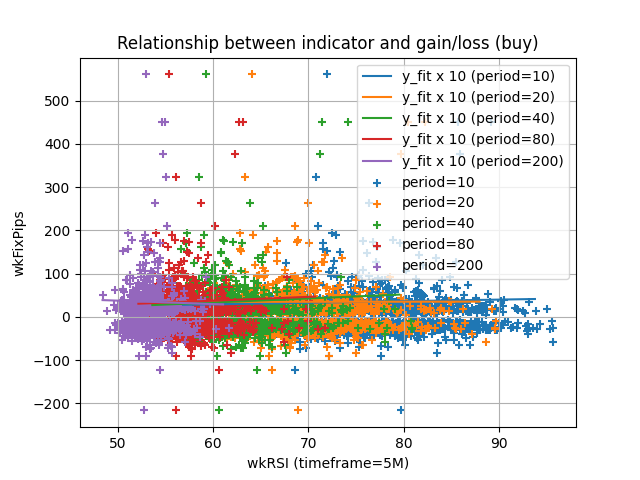 Relationship between indicator and gain/loss (buy)
y_fit x 10 (period=10)
y_fit x 10 (period=20)
y_fit x 10 (period=40)
y_fit x 10 (period=80)
y_fit x 10 (period=200)
period=10
period=20
period=40
period=80
period=200
wkFixPips
500
400
300
200
100
0
−100
−200
50 60 70 80 90
wkRSI (timeframe=5M)